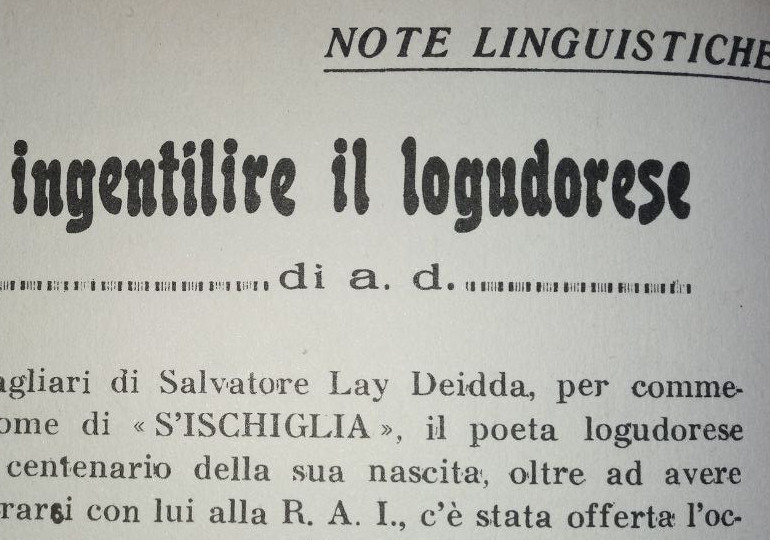 NOTE LINGUISTICHE
ingentilire il logudorese
di a. d.
agliari di Salvatore Lay Deidda, per comme-
ome di « S'ISCHIGLIA », il poeta logudorese
centenario della sua nascita, oltre ad avere
rarsi con lui alla R. A. I., c'è stata offerta l'oc-